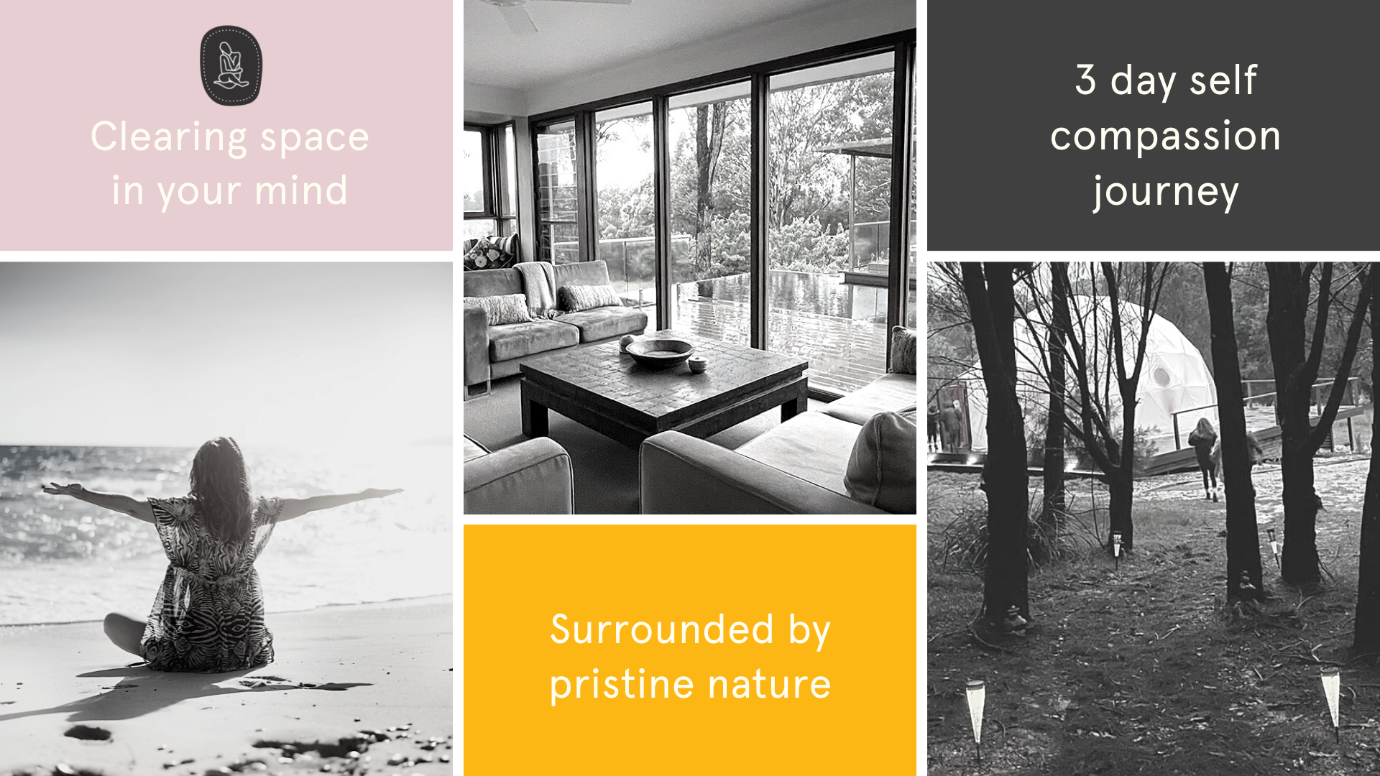 Clearing space
in your mind
3 day self
compassion
journey
Surrounded by
pristine nature